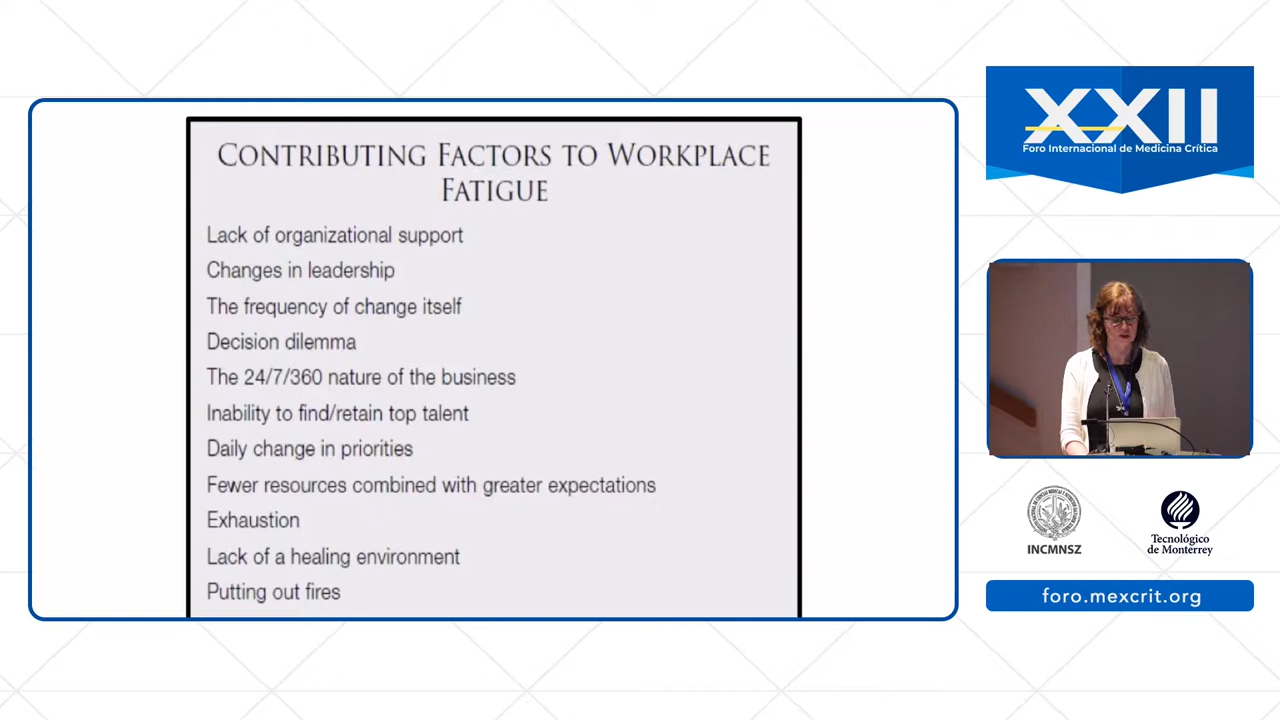 CONTRIBUTING FACTORS TO WORKPLACE
FATIGUE
Lack of organizational support
Changes in leadership
The frequency of change itself
Decision dilemma
The 24/7/360 nature of the business
Inability to find/retain top talent
Daily change in priorities
Fewer resources combined with greater expectations
Exhaustion
Lack of a healing environment
Putting out fires
XXII
Foro Internacional de Medicina Crítica
INCMNSZ
Tecnológico
de Monterrey
foro.mexcrit.org